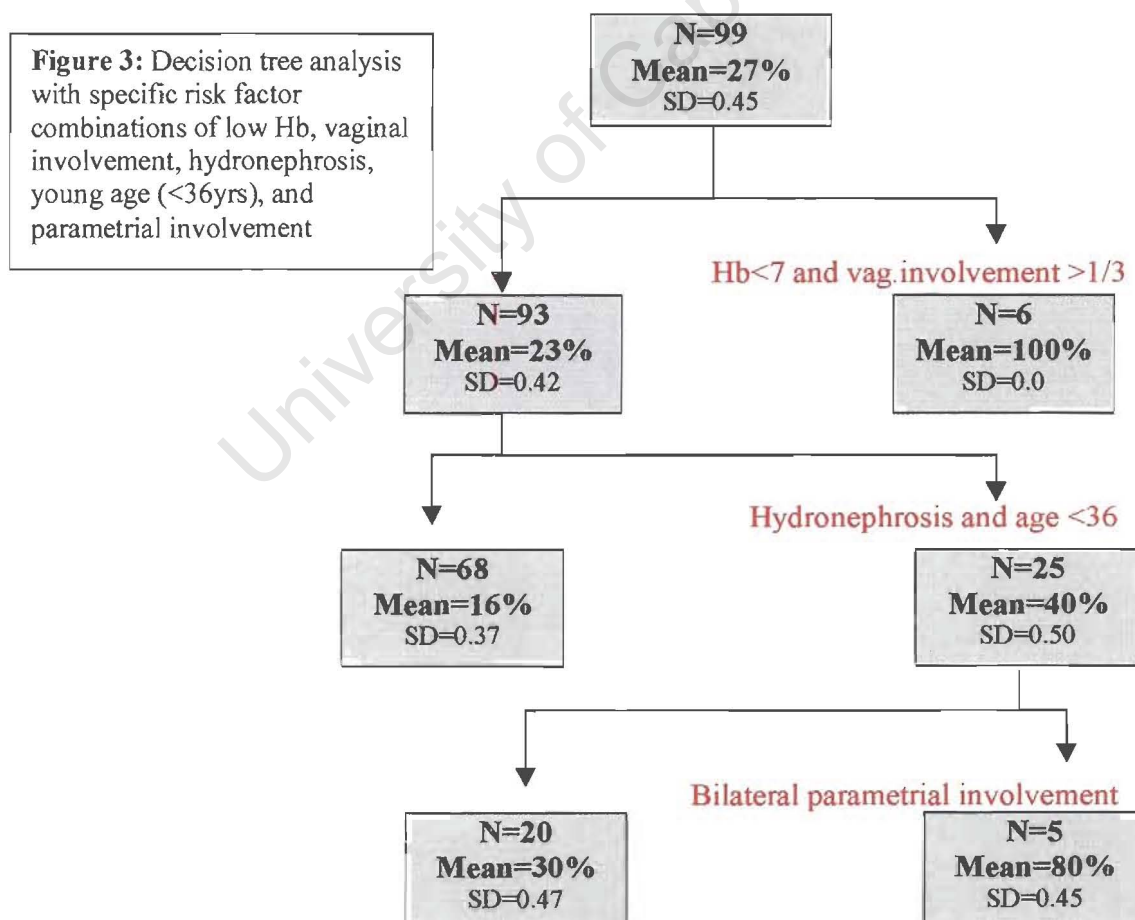 Figure 3: Decision tree analysis
with specific risk factor
combinations of low Hb, vaginal
involvement, hydronephrosis,
young age (<36yrs), and
parametrial involvement
N=99
Mean=27%
SD=0.45
Hb<7 and vag.involvement >1/3
N=93
Mean=23%
SD=0.42
N=6
Mean=100%
SD=0.0
Hydronephrosis and age <36
N=68
Mean=16%
SD=0.37
N=25
Mean=40%
SD=0.50
Bilateral parametrial involvement
N=20
Mean=30%
SD=0.47
N=5
Mean=80%
SD=0.45
University of Cap